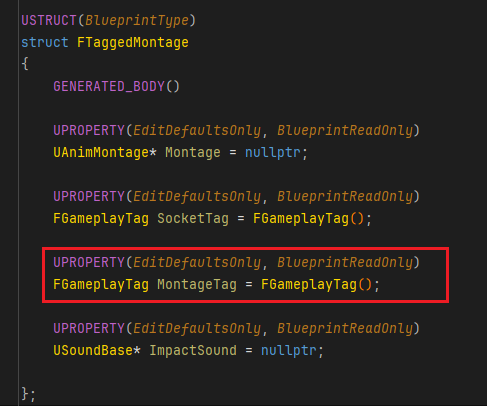 USTRUCT(BlueprintType)
struct FTaggedMontage
{
GENERATED_BODY()
UPROPERTY(EditDefaultsOnly, BlueprintReadOnly)
UAnimMontage* Montage = nullptr;
UPROPERTY(EditDefaultsOnly, BlueprintReadOnly)
FGameplayTag SocketTag = FGameplayTag();
UPROPERTY(EditDefaultsOnly, BlueprintReadOnly)
FGameplayTag MontageTag = FGameplayTag();
UPROPERTY(EditDefaultsOnly, BlueprintReadOnly)
USoundBase* ImpactSound = nullptr;
};